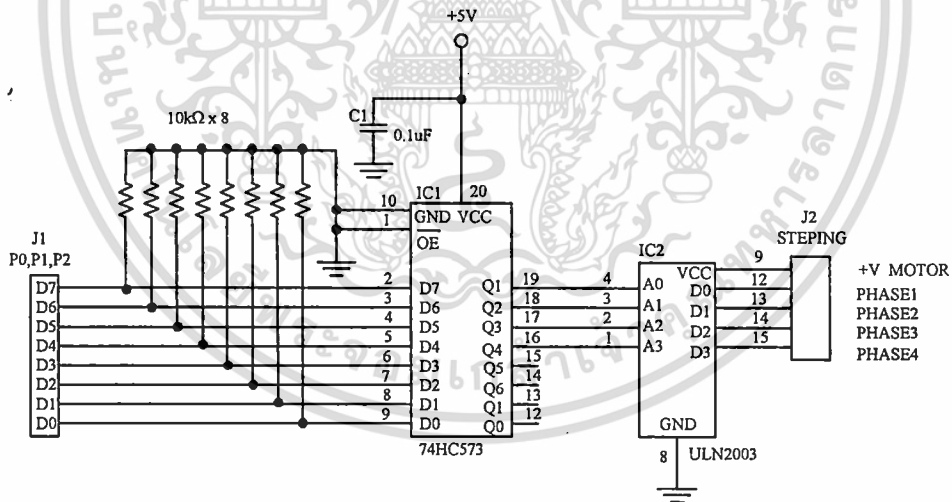 +5V
10kΩ x 8
C1
0.1uF
J1
P0,P1,P2
D7
D6
D5
D4
D3
D2
D1
D0
IC1
20
10
GND VCC
1
OE
2
D7
3
D6
4
D5
5
D4
6
D3
7
D2
8
D1
9
D0
Q1
19
Q2
18
Q3
17
Q4
16
Q5
15
Q6
14
Q1
13
Q0
12
74HC573
IC2
4
A0
3
A1
2
A2
1
A3
VCC
9
D0
12
D1
13
D2
14
D3
15
GND
8
ULN2003
J2
STEPING
+V MOTOR
PHASE1
PHASE2
PHASE3
PHASE4